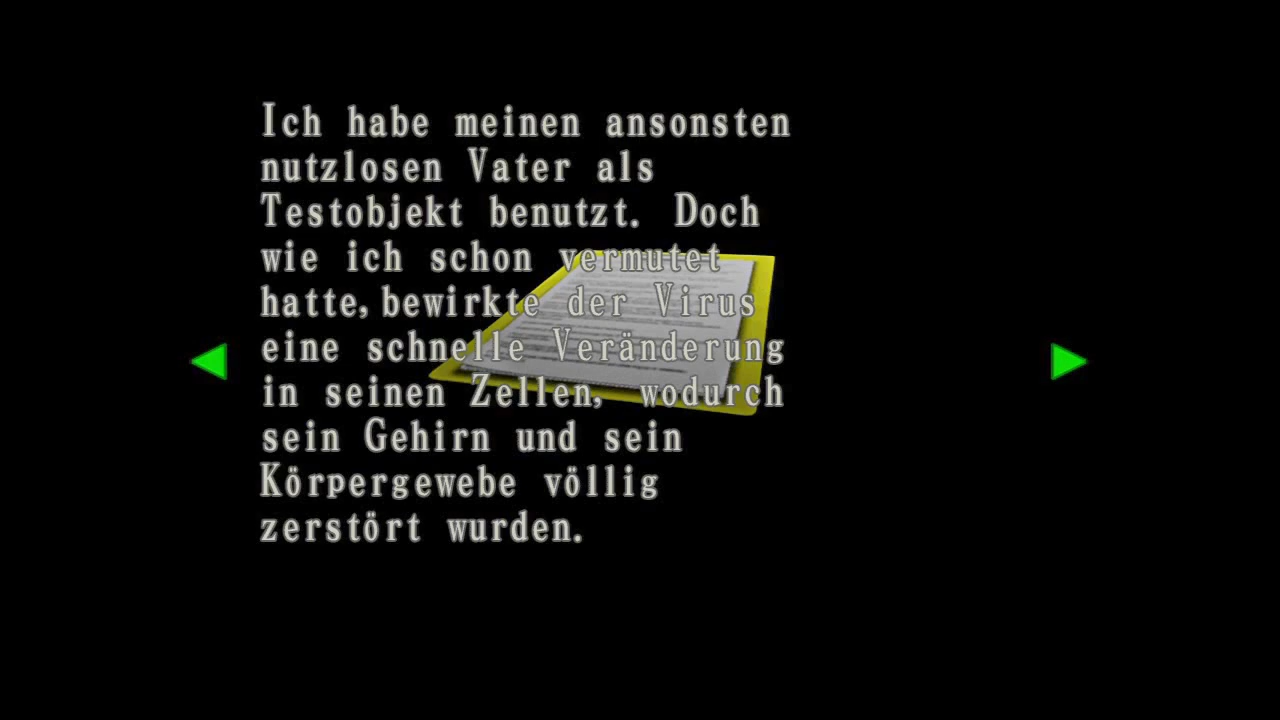 Ich habe meinen ansonsten
nutzlosen Vater als
Testobjekt benutzt. Doch
wie ich schon vermutet
hatte, bewirkte der Virus
eine schnelle Veränderung
in seinen Zellen, wodurch
sein Gehirn und sein
Körpergewebe völlig
zerstört wurden.